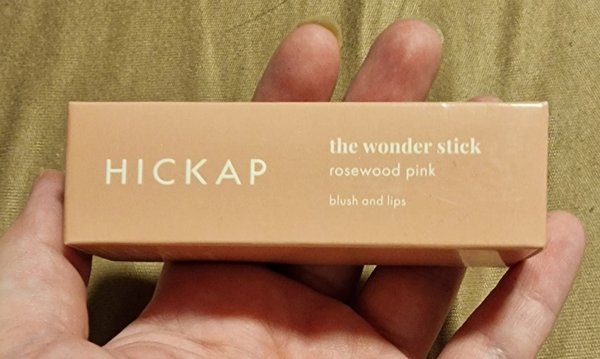 HICKAP
the wonder stick
rosewood pink
blush and lips